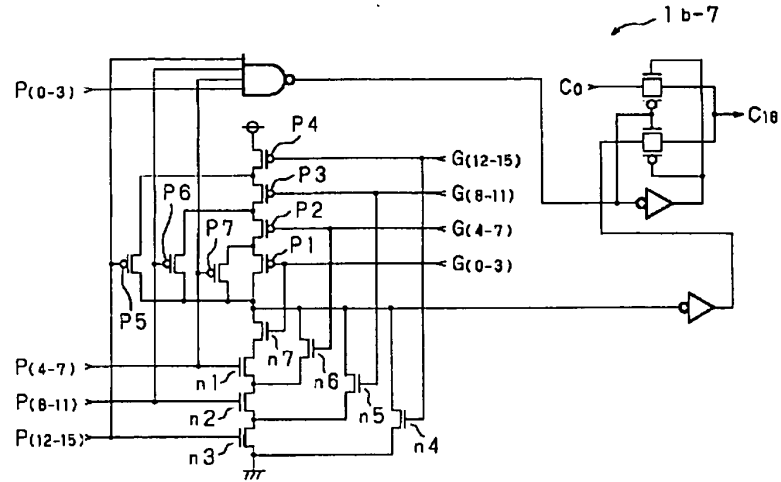 1b-7
P(0-3)
C0
C18
P4
G(12-15)
P3
G(8-11)
P6
P2
G(4-7)
P7
P1
G(0-3)
P5
n7
n6
P(4-7)
n1
n5
P(8-11)
n2
P(12-15)
n3
n4